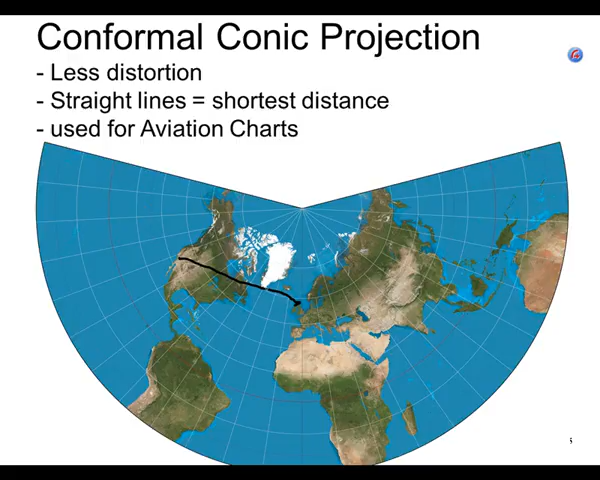 Conformal Conic Projection
- Less distortion
- Straight lines = shortest distance
- used for Aviation Charts